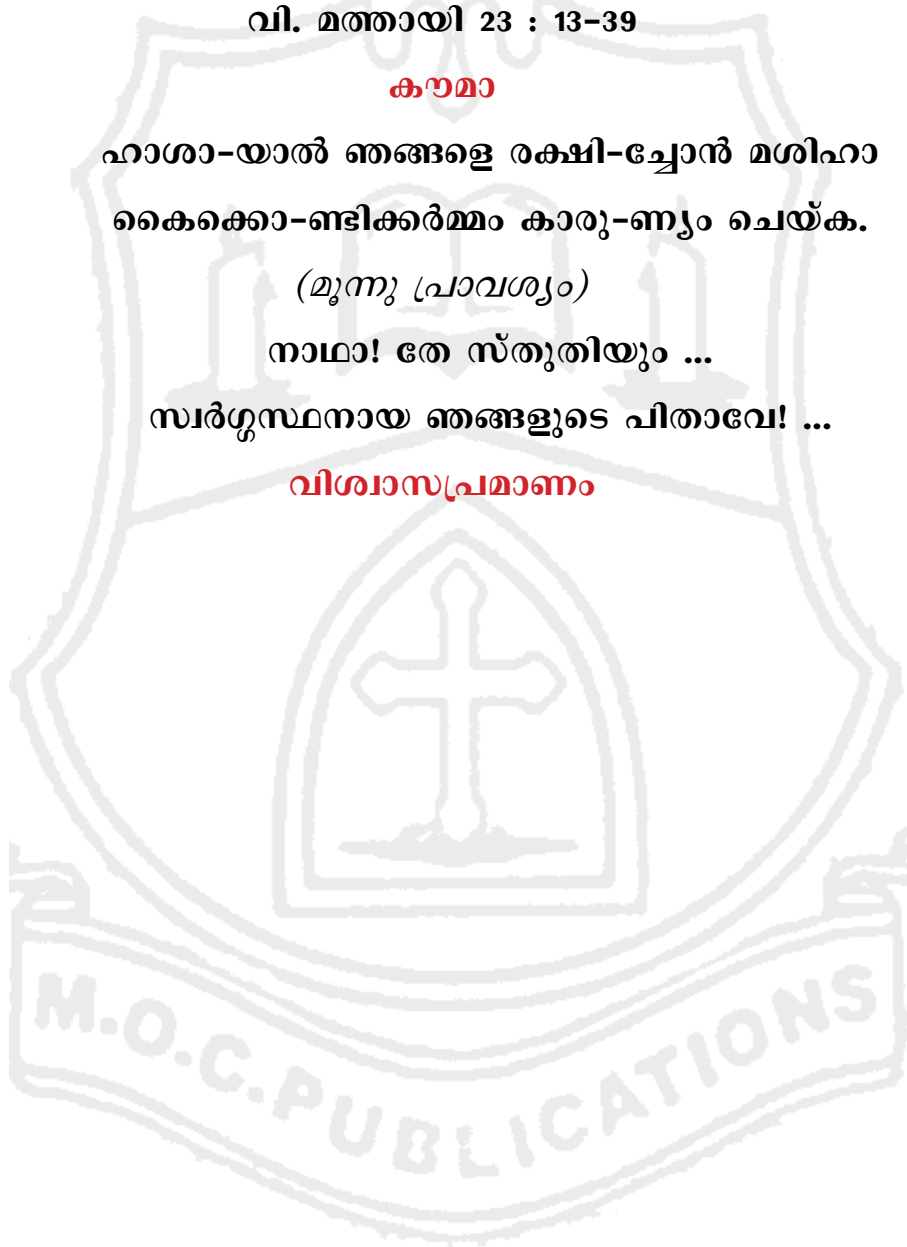 വി. മത്തായി 23 : 13-39
കൗമാ
ഹാശാ-യാൽ ഞങ്ങളെ രക്ഷി-ച്ചോൻ മശിഹാ
കൈക്കൊ-ണ്ടിക്കർമ്മം കാരു-ണ്യം ചെയ്ക.
(മൂന്നു പ്രാവശ്യം)
നാഥാ! തേ സ്തുതിയും ...
സ്വർഗ്ഗസ്ഥനായ ഞങ്ങളുടെ പിതാവേ! ...
വിശ്വാസപ്രമാണം
M.O.C.PUBLICATIONS